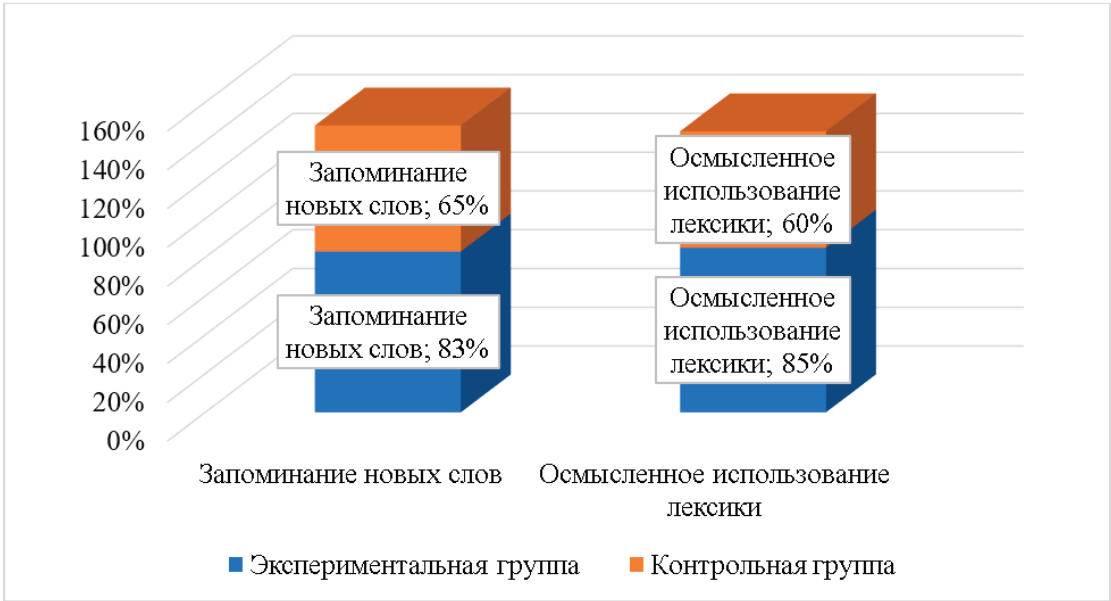 160%
140%
120%
100%
80%
60%
40%
20%
0%
Запоминание
новых слов; 65%
Запоминание
новых слов; 83%
Осмысленное
использование
лексики; 60%
Осмысленное
использование
лексики; 85%
Запоминание новых слов
Осмысленное использование
лексики
Экспериментальная группа
Контрольная группа